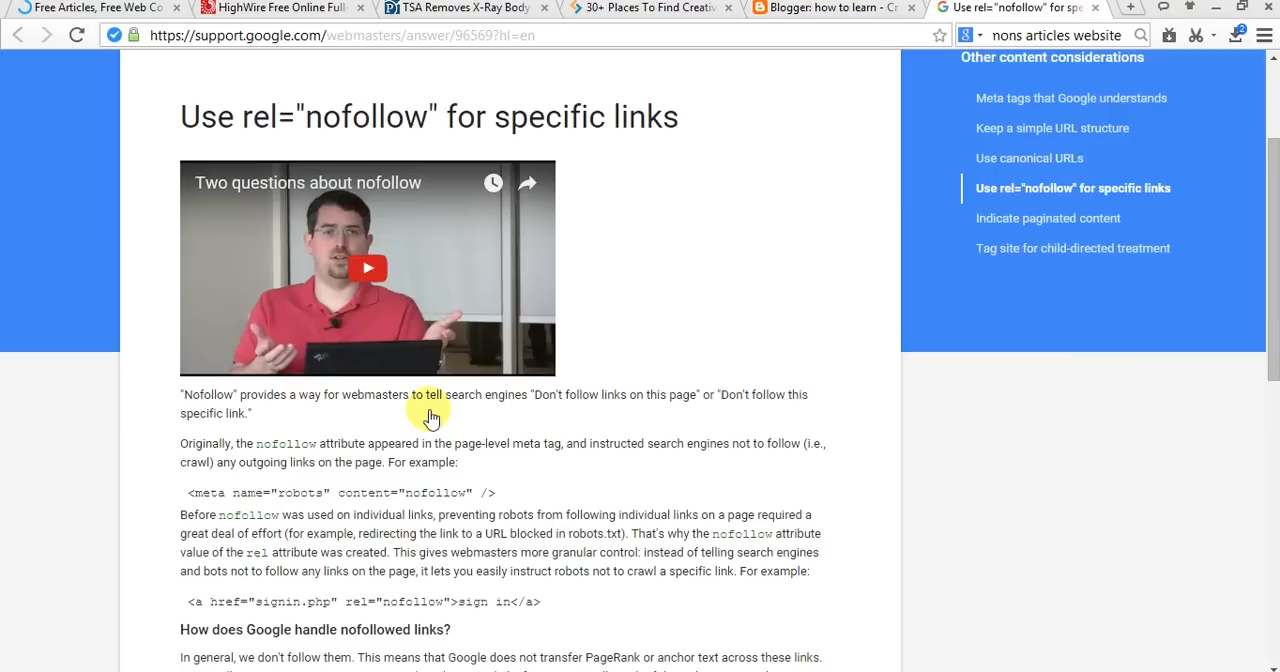 Free Articles, Free Web Co
HighWire Free Online Full-
TSA Removes X-Ray Body
30+ Places To Find Creativ
Blogger: how to learn - Cr
Use rel="nofollow" for spe
https://support.google.com/webmasters/answer/96569?hl=en
nons articles website
2
Other content considerations
Meta tags that Google understands
Keep a simple URL structure
Use canonical URLs
Use rel="nofollow" for specific links
Indicate paginated content
Tag site for child-directed treatment
Use rel="nofollow" for specific links
Two questions about nofollow
"Nofollow" provides a way for webmasters to tell search engines "Don't follow links on this page" or "Don't follow this
specific link."
Originally, the nofollow attribute appeared in the page-level meta tag, and instructed search engines not to follow (i.e.,
crawl) any outgoing links on the page. For example:
<meta name="robots" content="nofollow" />
Before nofollow was used on individual links, preventing robots from following individual links on a page required a
great deal of effort (for example, redirecting the link to a URL blocked in robots.txt). That's why the nofollow attribute
value of the rel attribute was created. This gives webmasters more granular control: instead of telling search engines
and bots not to follow any links on the page, it lets you easily instruct robots not to crawl a specific link. For example:
<a href="signin.php" rel="nofollow">sign in</a>
How does Google handle nofollowed links?
In general, we don't follow them. This means that Google does not transfer PageRank or anchor text across these links.